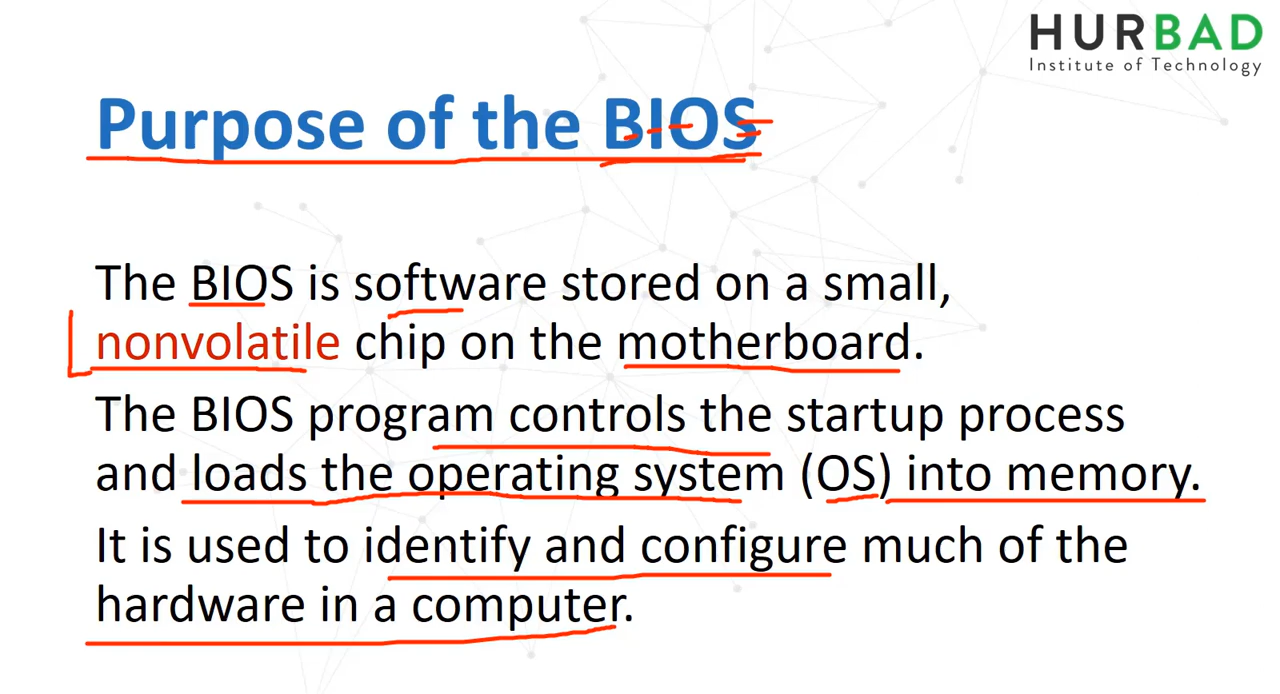 HURBAD
Institute of Technology
Purpose of the BIOS
The BIOS is software stored on a small,
nonvolatile chip on the motherboard.
The BIOS program controls the startup process
and loads the operating system (OS) into memory.
It is used to identify and configure much of the
hardware in a computer.